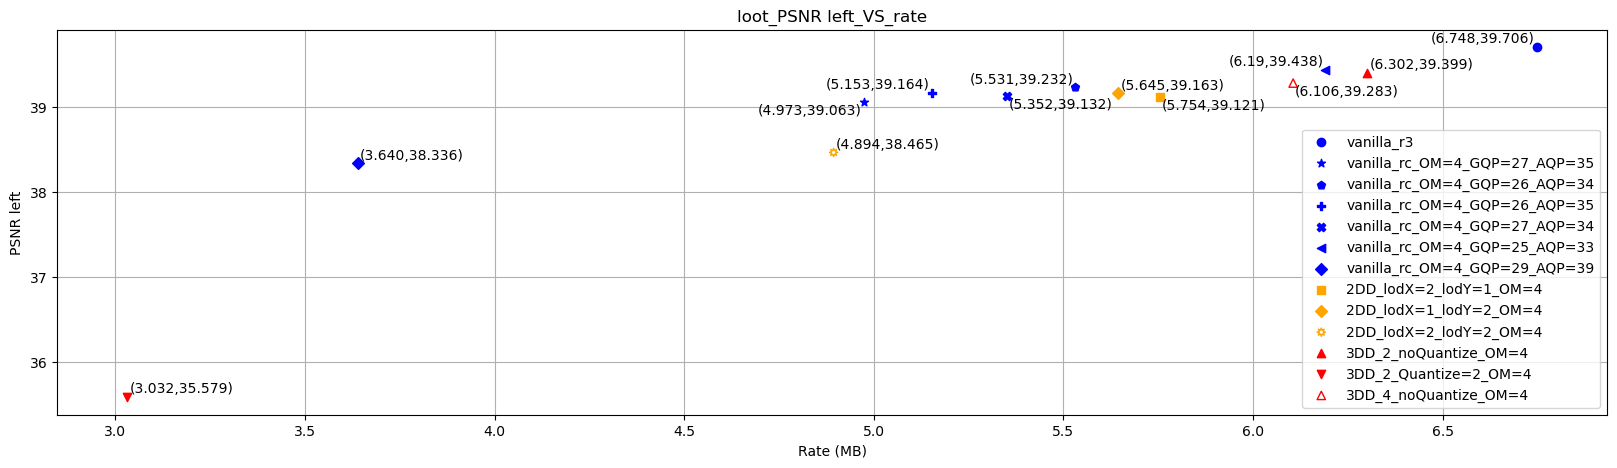 loot_PSNR left_VS_rate
(6.748,39.706)
(6.19,39.438)
(6.302,39.399)
(5.153,39.164)
(5.531,39.232)
(5.645,39.163)
(6.106,39.283)
(4.973,39.063)
(5.352,39.132)
(5.754,39.121)
(4.894,38.465)
(3.640,38.336)
(3.032,35.579)
PSNR left
39
38
37
36
3.0
3.5
4.0
4.5
5.0
5.5
6.0
6.5
Rate (MB)
vanilla_r3
vanilla_rc_OM=4_GQP=27_AQP=35
vanilla_rc_OM=4_GQP=26_AQP=34
vanilla_rc_OM=4_GQP=26_AQP=35
vanilla_rc_OM=4_GQP=27_AQP=34
vanilla_rc_OM=4_GQP=25_AQP=33
vanilla_rc_OM=4_GQP=29_AQP=39
2DD_lodX=2_lodY=1_OM=4
2DD_lodX=1_lodY=2_OM=4
2DD_lodX=2_lodY=2_OM=4
3DD_2_noQuantize_OM=4
3DD_2_Quantize=2_OM=4
3DD_4_noQuantize_OM=4